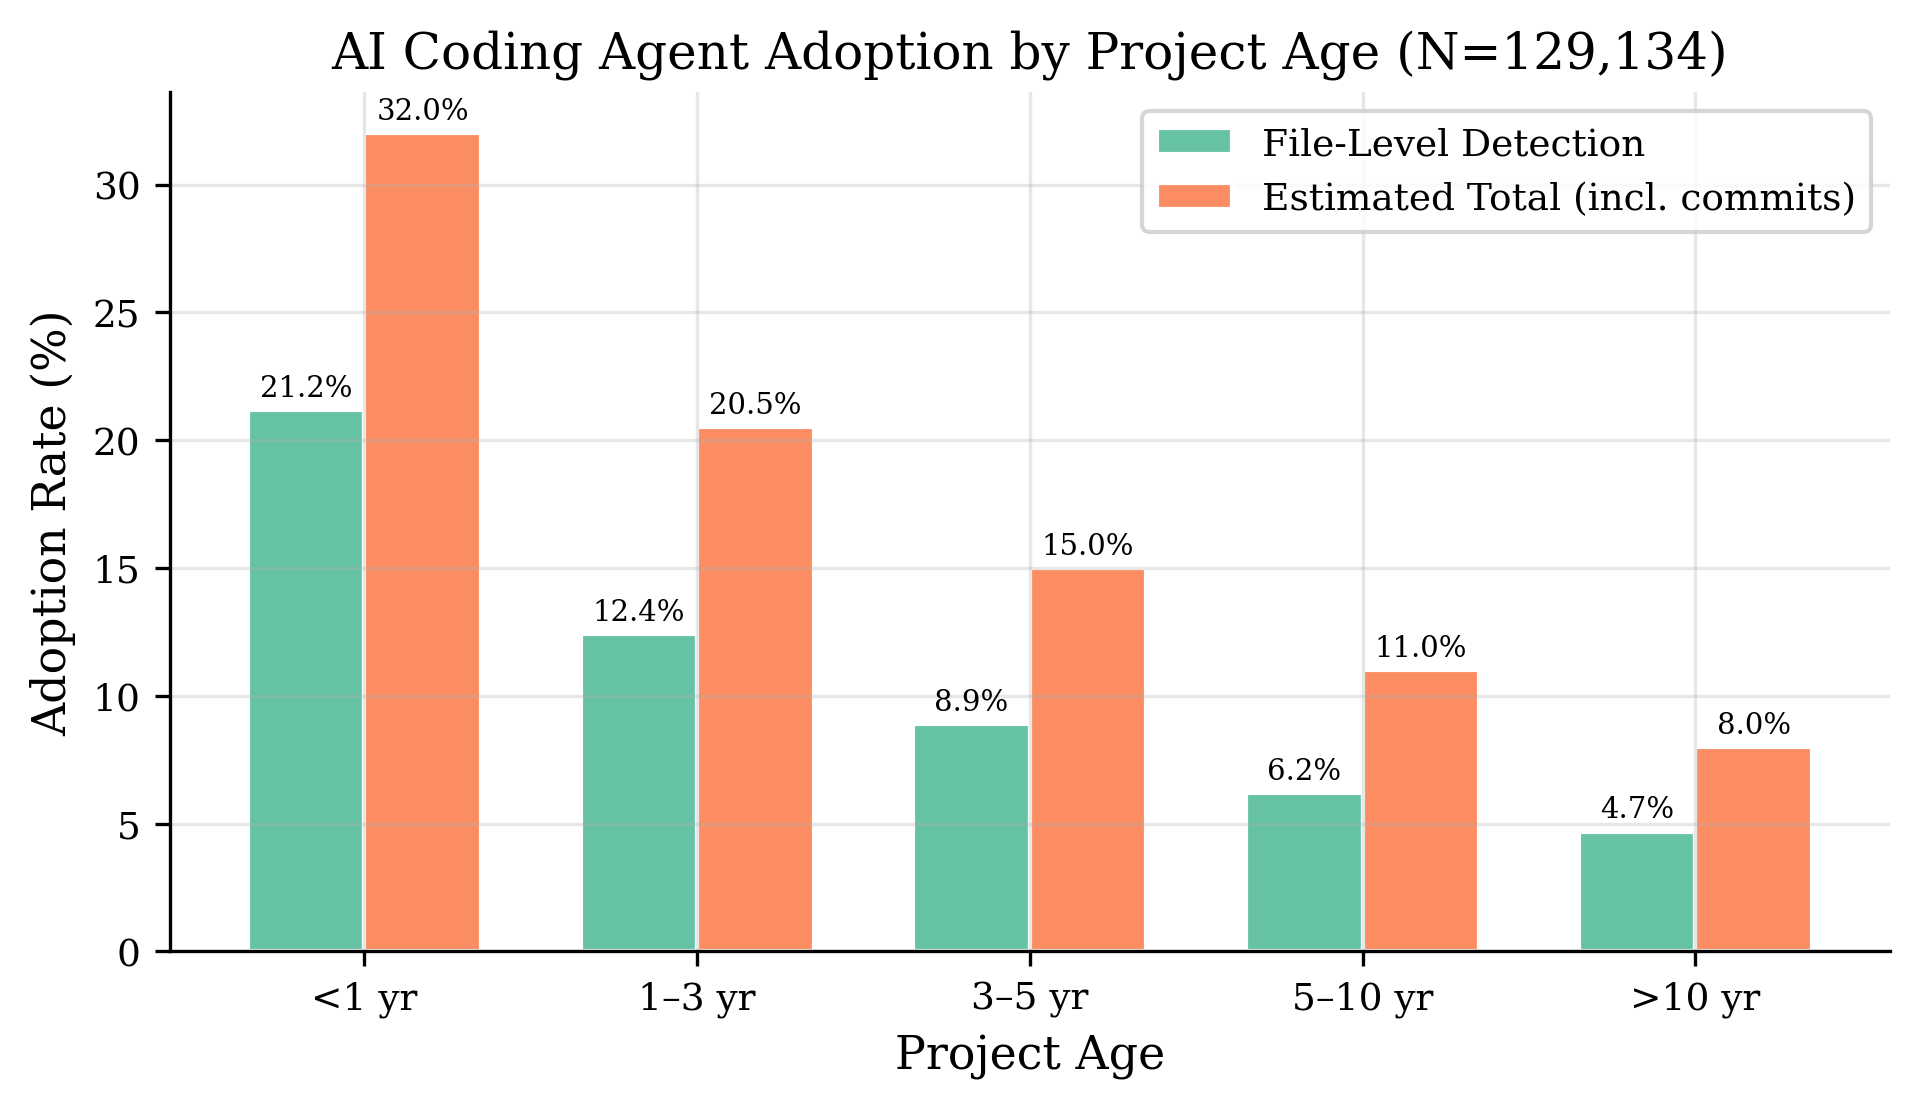 AI Coding Agent Adoption by Project Age (N=129,134)
File-Level Detection
Estimated Total (incl. commits)
Adoption Rate (%)
30
25
20
15
10
5
0
21.2%
32.0%
12.4%
20.5%
8.9%
15.0%
6.2%
11.0%
4.7%
8.0%
<1 yr
1–3 yr
3–5 yr
5–10 yr
>10 yr
Project Age